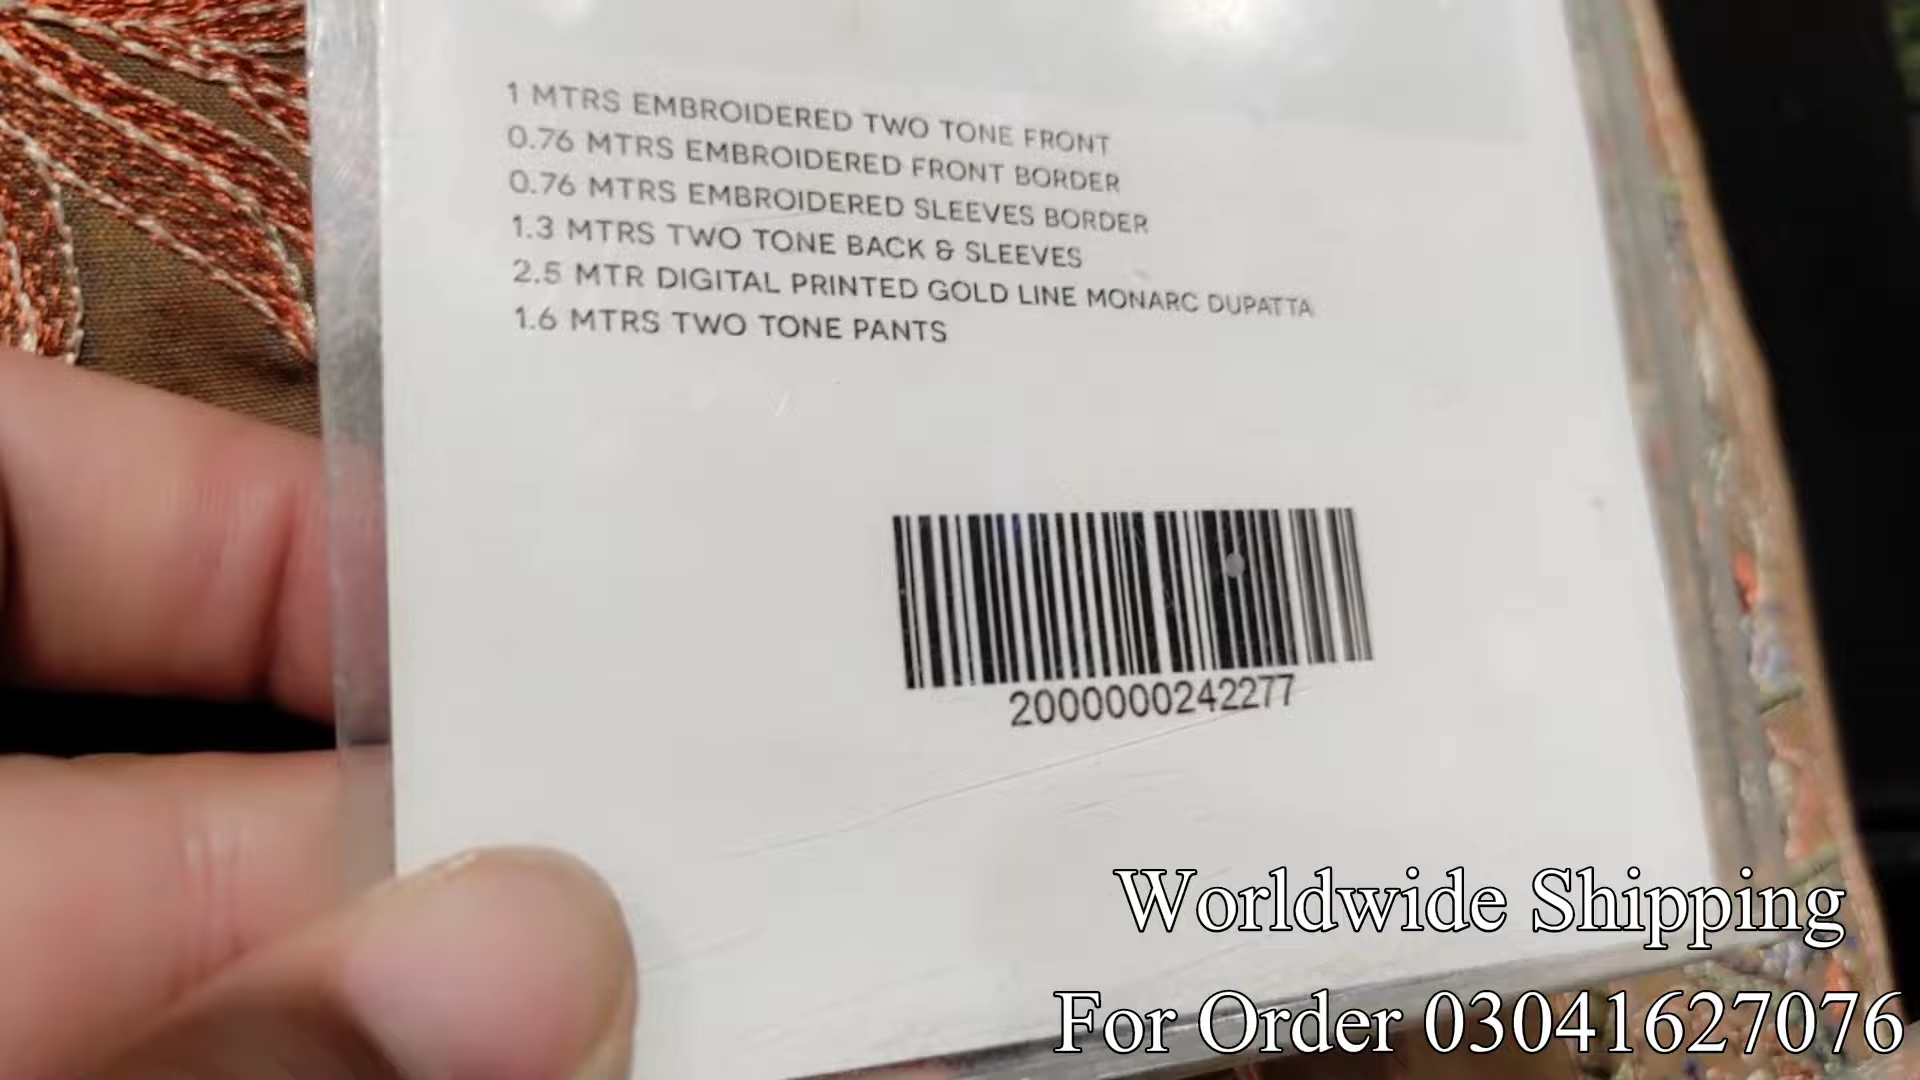 1 MTRS EMBROIDERED TWO TONE FRONT
0.76 MTRS EMBROIDERED FRONT BORDER
0.76 MTRS EMBROIDERED SLEEVES BORDER
1.3 MTRS TWO TONE BACK & SLEEVES
2.5 MTR DIGITAL PRINTED GOLD LINE MONARC DUPATTA
1.6 MTRS TWO TONE PANTS
2000000242277
Worldwide Shipping
For Order 03041627076